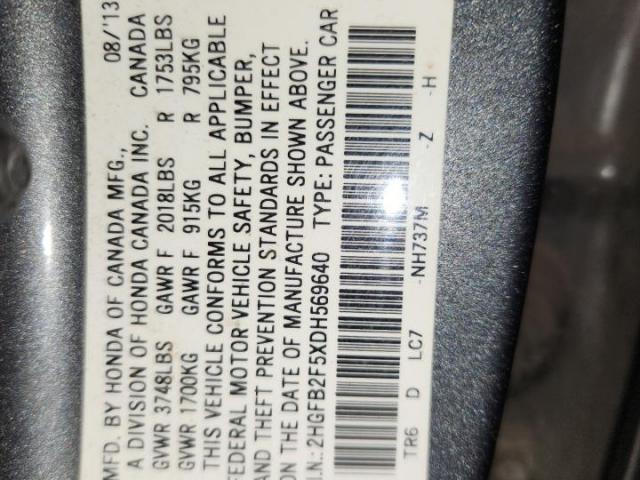 MFD. BY HONDA OF CANADA MFG., 08/'13
A DIVISION OF HONDA CANADA INC. CANADA
GVWR 3748LBS GAWR F 2018LBS R 1753LBS
GVWR 1700KG GAWR F 915KG R 795KG
THIS VEHICLE CONFORMS TO ALL APPLICABLE
FEDERAL MOTOR VEHICLE SAFETY, BUMPER,
AND THEFT PREVENTION STANDARDS IN EFFECT
ON THE DATE OF MANUFACTURE SHOWN ABOVE.
I.N.: 2HGFB2F5XDH569640 TYPE: PASSENGER CAR
TR6 D LC7 -NH737M -Z -H